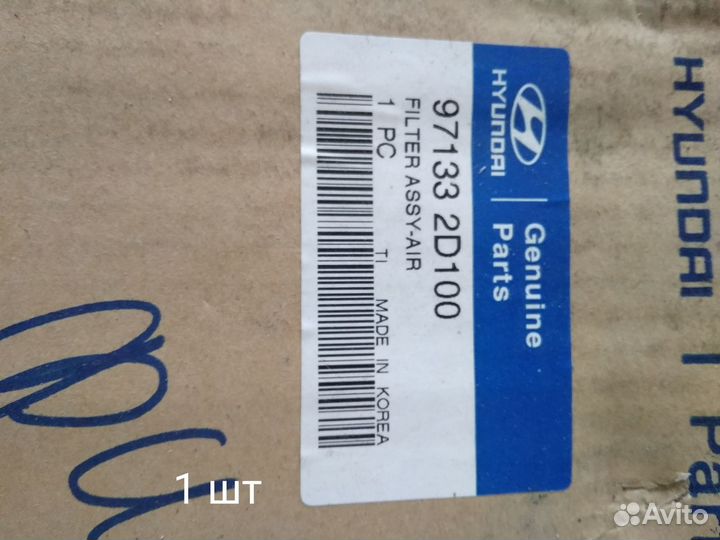 HYUNDAI
Genuine
Parts
97133 2D100
FILTER ASSY-AIR
1 PC TI MADE IN KOREA
HYUNDAI
1 шт
Avito